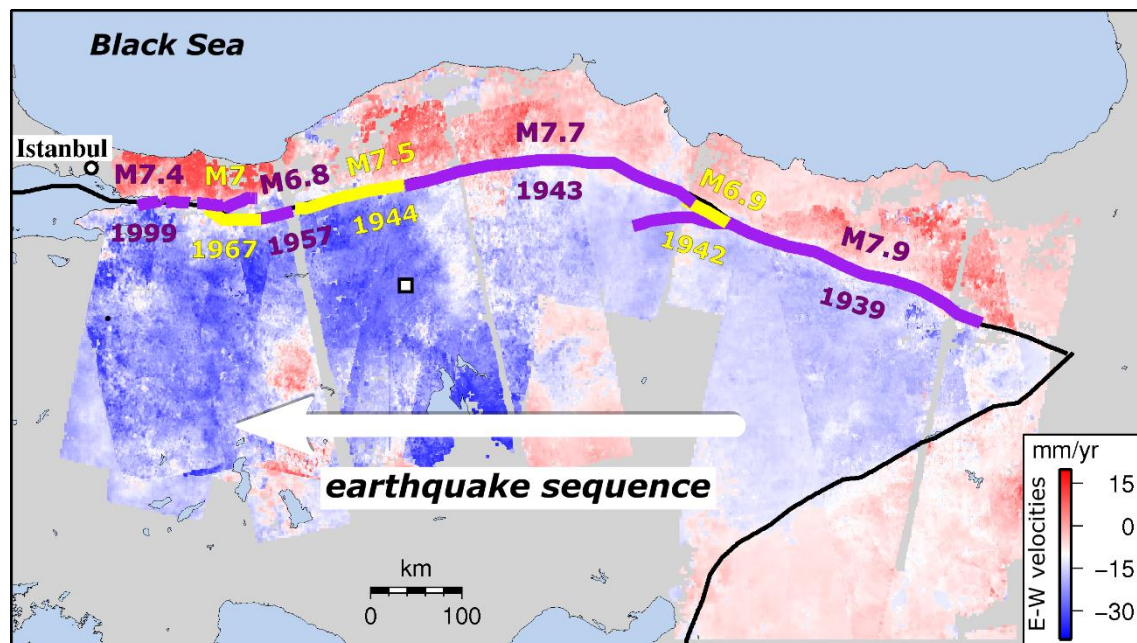 Black Sea
Istanbul
M7.4
M7
M6.8
M7.5
M7.7
M6.9
M7.9
1999
1967
1957
1944
1943
1942
1939
earthquake sequence
km
0 100
mm/yr
15
0
−15
−30
E-W velocities